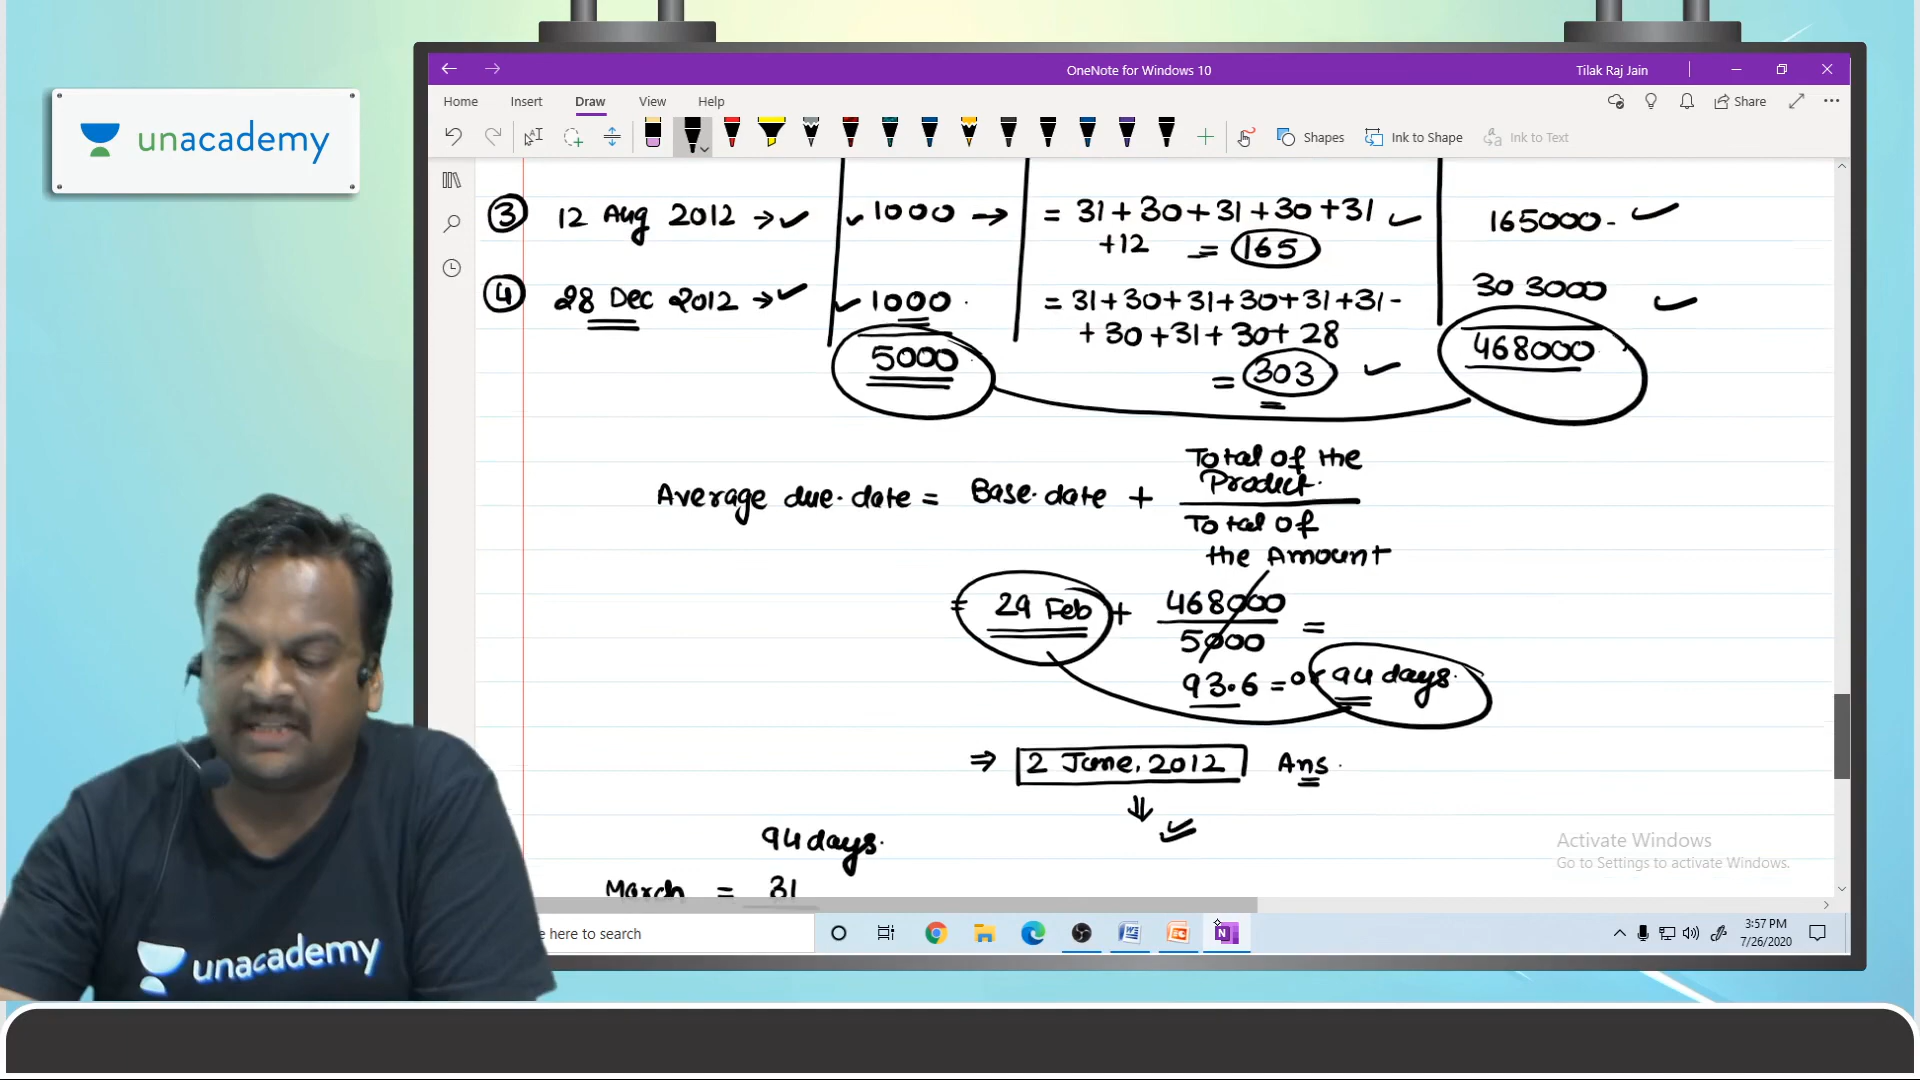 unacademy
OneNote for Windows 10
Tilak Raj Jain
Home Insert Draw View Help
Share
Shapes Ink to Shape Ink to Text
③ 12 Aug 2012 → ✓ ✓ 1000 → = 31 + 30 + 31 + 30 + 31 ✓ 165000 - ✓
+12 = 165
④ 28 Dec 2012 → ✓ ✓ 1000 = 31+30+31+30+31+31- 303000 ✓
+ 30 + 31 + 30 + 28
5000 468000
= 303 ✓
Total of the
Product.
Average due. date = Base. date +
Total of
the Amount
= 29 Feb + 468000 =
5000
93.6 = or 94 days.
⇒ 2 June, 2012 Ans
✓
94 days.
March = 31
Activate Windows
Go to Settings to activate Windows.
e here to search
3:57 PM
7/26/2020
unacademy